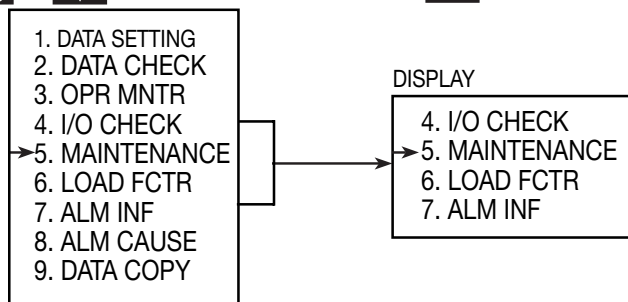 1. DATA SETTING
2. DATA CHECK
3. OPR MNTR
4. I/O CHECK
5. MAINTENANCE
6. LOAD FCTR
7. ALM INF
8. ALM CAUSE
9. DATA COPY
DISPLAY
4. I/O CHECK
5. MAINTENANCE
6. LOAD FCTR
7. ALM INF